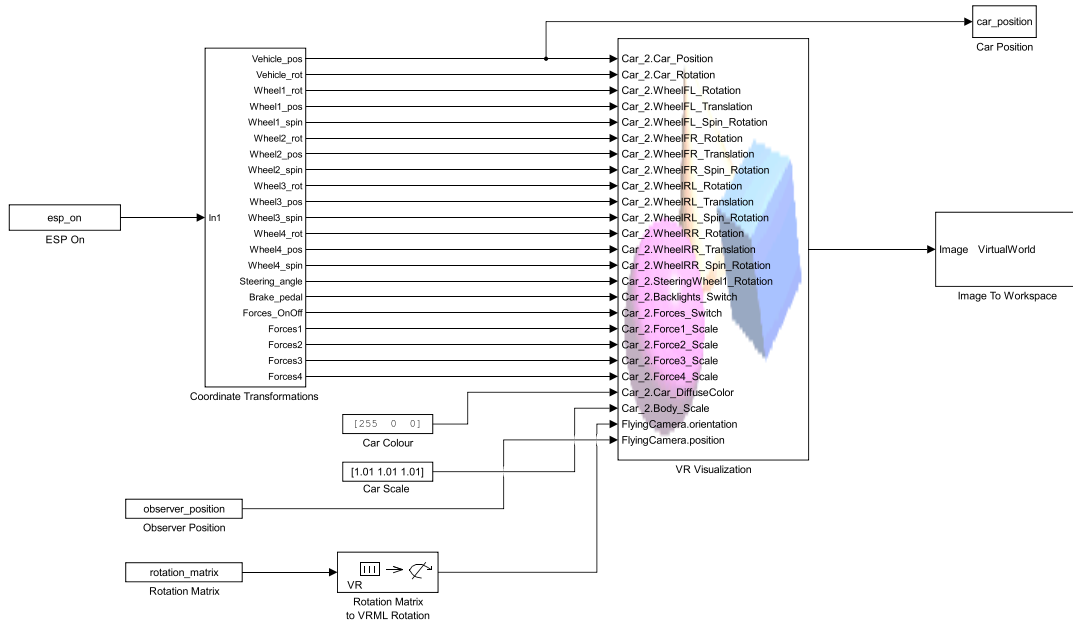 car_position
Car Position
Vehicle_pos
Vehicle_rot
Wheel1_rot
Wheel1_pos
Wheel1_spin
Wheel2_rot
Wheel2_pos
Wheel2_spin
Wheel3_rot
Wheel3_pos
Wheel3_spin
Wheel4_rot
Wheel4_pos
Wheel4_spin
Steering_angle
Brake_pedal
Forces_OnOff
Forces1
Forces2
Forces3
Forces4
In1
Coordinate Transformations
esp_on
ESP On
Car_2.Car_Position
Car_2.Car_Rotation
Car_2.WheelFL_Rotation
Car_2.WheelFL_Translation
Car_2.WheelFL_Spin_Rotation
Car_2.WheelFR_Rotation
Car_2.WheelFR_Translation
Car_2.WheelFR_Spin_Rotation
Car_2.WheelRL_Rotation
Car_2.WheelRL_Translation
Car_2.WheelRL_Spin_Rotation
Car_2.WheelRR_Rotation
Car_2.WheelRR_Translation
Car_2.WheelRR_Spin_Rotation
Car_2.SteeringWheel1_Rotation
Car_2.Backlights_Switch
Car_2.Forces_Switch
Car_2.Force1_Scale
Car_2.Force2_Scale
Car_2.Force3_Scale
Car_2.Force4_Scale
Car_2.Car_DiffuseColor
Car_2.Body_Scale
FlyingCamera.orientation
FlyingCamera.position
VR Visualization
Image VirtualWorld
Image To Workspace
[255 0 0]
Car Colour
[1.01 1.01 1.01]
Car Scale
observer_position
Observer Position
rotation_matrix
Rotation Matrix
VR
Rotation Matrix
to VRML Rotation